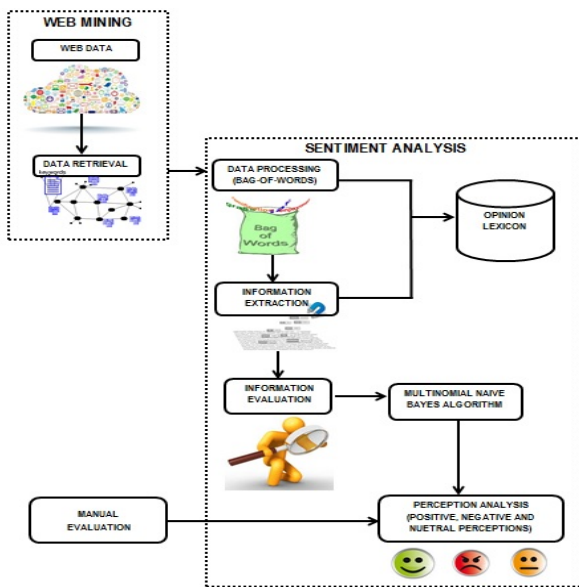 WEB MINING
WEB DATA
DATA RETRIEVAL
keywords
SENTIMENT ANALYSIS
DATA PROCESSING
(BAG-OF-WORDS)
Bag
of
Words
OPINION
LEXICON
INFORMATION
EXTRACTION
INFORMATION
EVALUATION
MULTINOMIAL NAIVE
BAYES ALGORITHM
MANUAL
EVALUATION
PERCEPTION ANALYSIS
(POSITIVE, NEGATIVE AND
NUETRAL PERCEPTIONS)